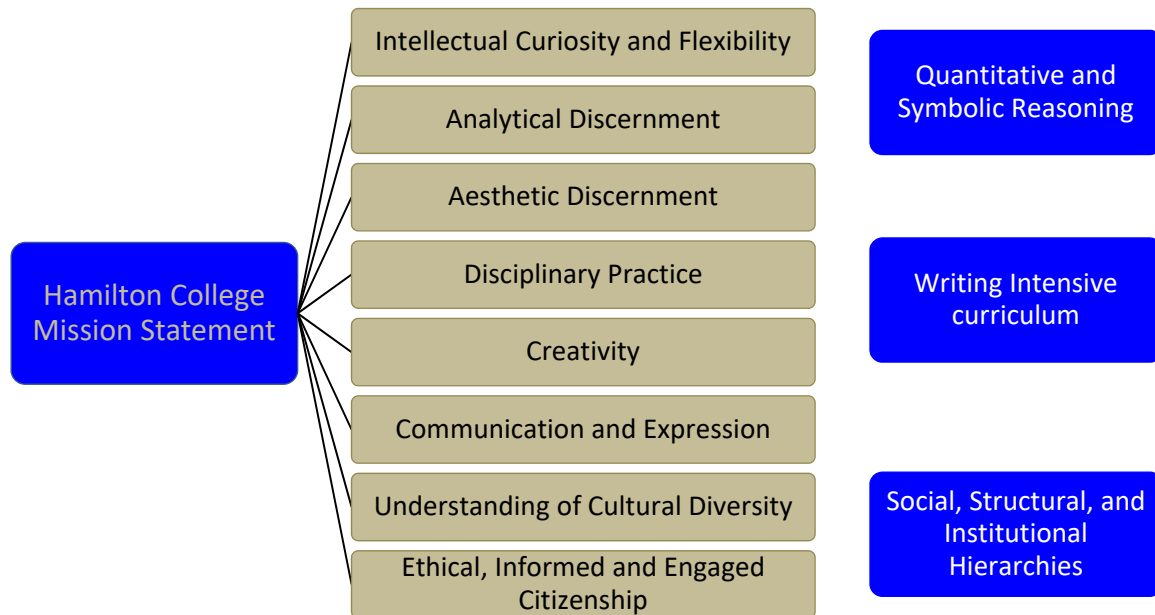 Hamilton College
Mission Statement
Intellectual Curiosity and Flexibility
Analytical Discernment
Aesthetic Discernment
Disciplinary Practice
Creativity
Communication and Expression
Understanding of Cultural Diversity
Ethical, Informed and Engaged
Citizenship
Quantitative and
Symbolic Reasoning
Writing Intensive
curriculum
Social, Structural, and
Institutional
Hierarchies